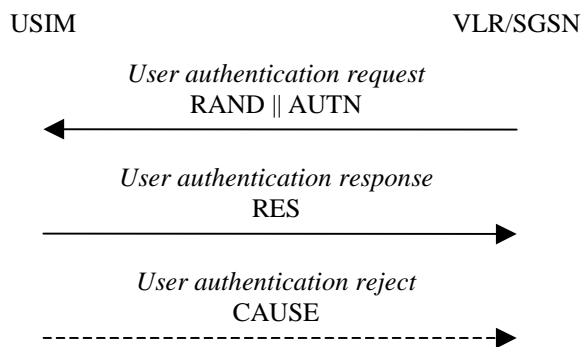 USIM VLR/SGSN
User authentication request
RAND || AUTN
User authentication response
RES
User authentication reject
CAUSE